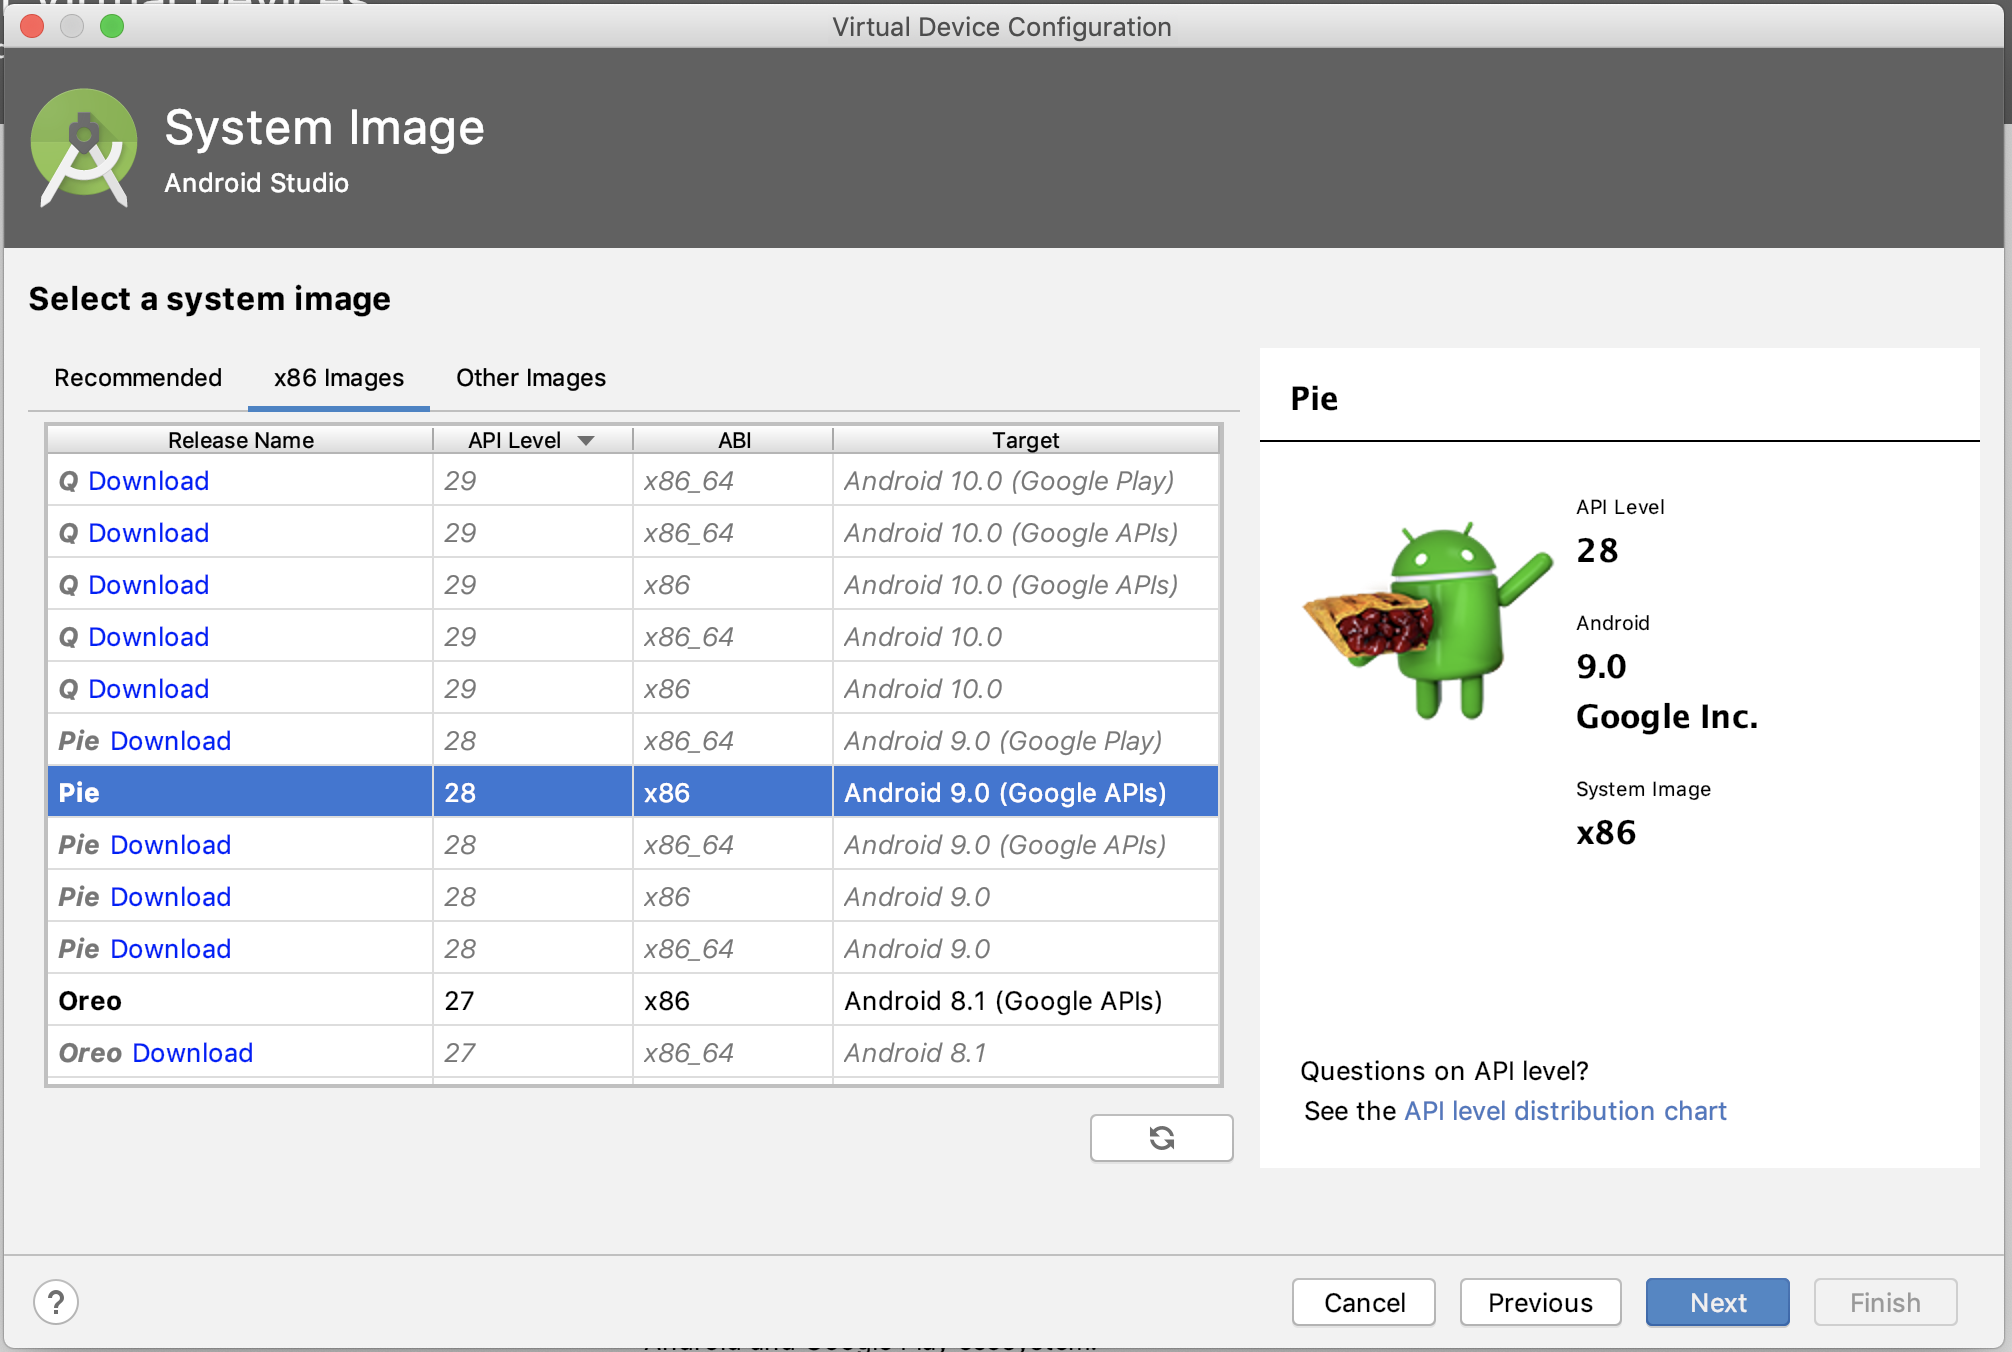 Virtual Devices
Virtual Device Configuration
System Image
Android Studio
Select a system image
Recommended x86 Images Other Images
Release Name API Level ABI Target
Q Download 29 x86_64 Android 10.0 (Google Play)
Q Download 29 x86_64 Android 10.0 (Google APIs)
Q Download 29 x86 Android 10.0 (Google APIs)
Q Download 29 x86_64 Android 10.0
Q Download 29 x86 Android 10.0
Pie Download 28 x86_64 Android 9.0 (Google Play)
Pie 28 x86 Android 9.0 (Google APIs)
Pie Download 28 x86_64 Android 9.0 (Google APIs)
Pie Download 28 x86 Android 9.0
Pie Download 28 x86_64 Android 9.0
Oreo 27 x86 Android 8.1 (Google APIs)
Oreo Download 27 x86_64 Android 8.1
Pie
API Level
28
Android
9.0
Google Inc.
System Image
x86
Questions on API level?
See the API level distribution chart
? Cancel Previous Next Finish
Android and Google Play ecosystem.